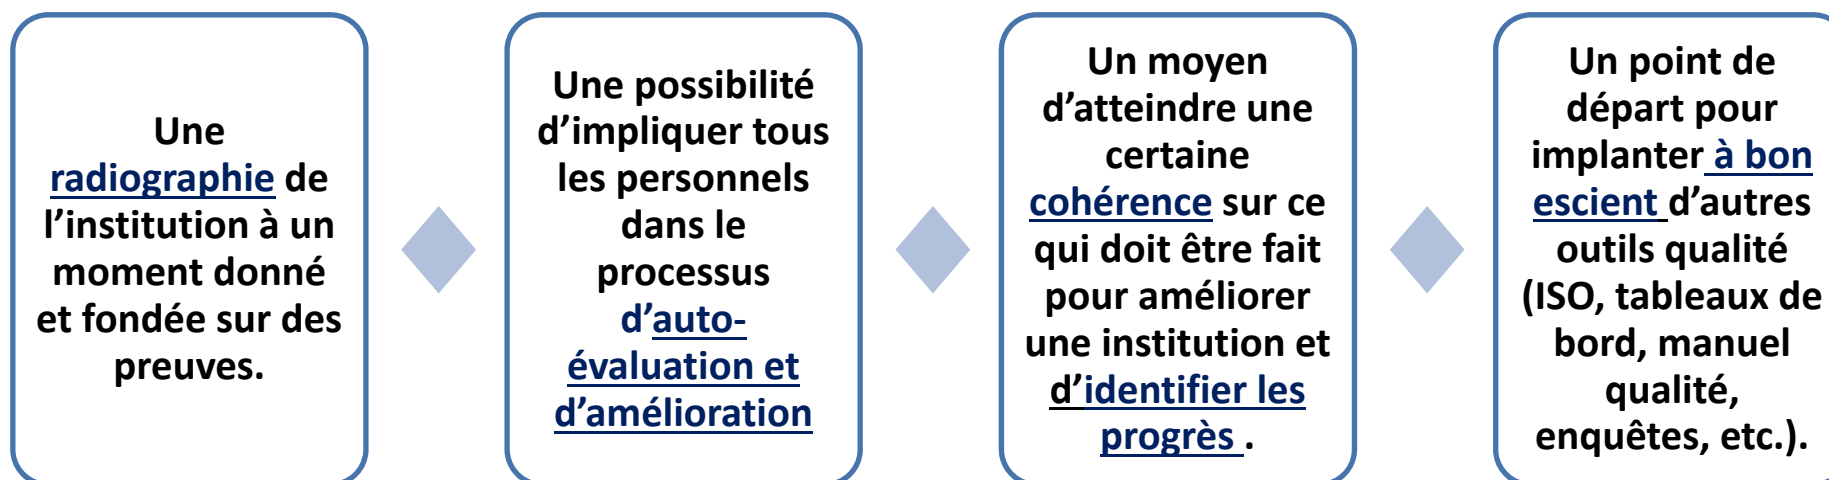 Une
radiographie de
l’institution à un
moment donné
et fondée sur des
preuves.
Une possibilité
d’impliquer tous
les personnels
dans le
processus
d’auto-
évaluation et
d’amélioration
Un moyen
d’atteindre une
certaine
cohérence sur ce
qui doit être fait
pour améliorer
une institution et
d’identifier les
progrès .
Un point de
départ pour
implanter à bon
escient d’autres
outils qualité
(ISO, tableaux de
bord, manuel
qualité,
enquêtes, etc.).